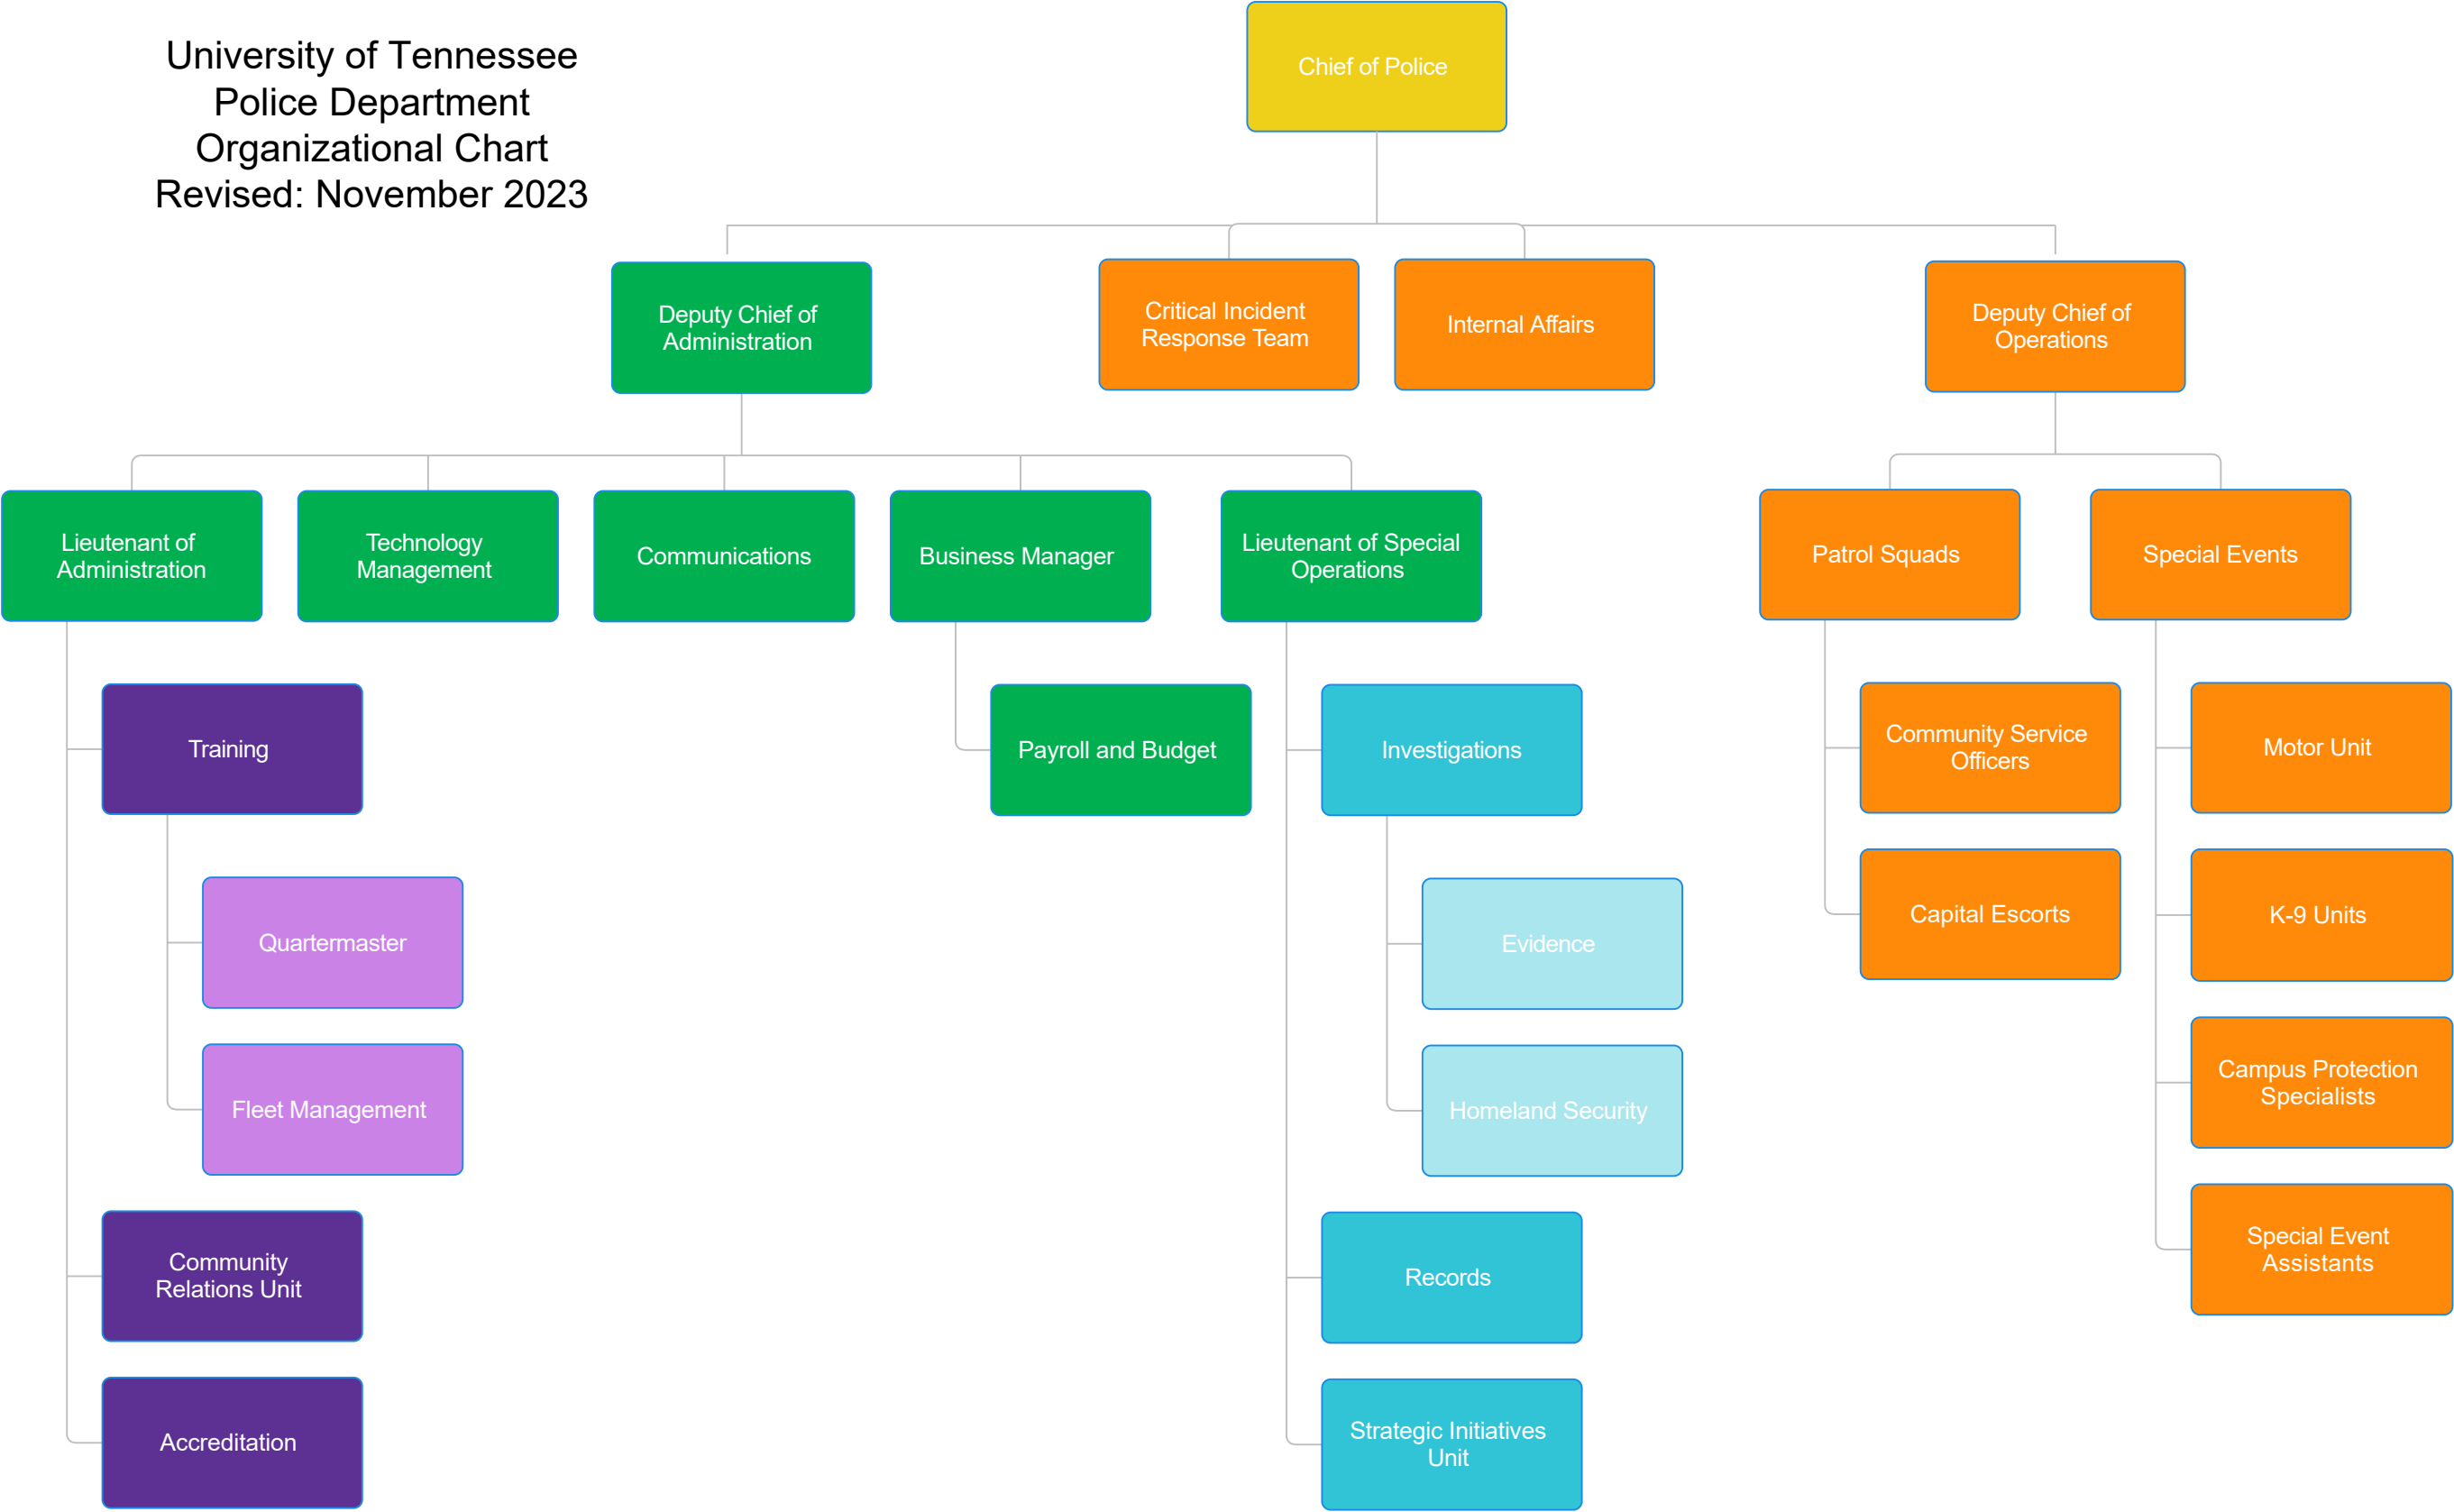 University of Tennessee
Police Department
Organizational Chart
Revised: November 2023
Chief of Police
Deputy Chief of
Administration
Critical Incident
Response Team
Internal Affairs
Deputy Chief of
Operations
Lieutenant of
Administration
Technology
Management
Communications
Business Manager
Lieutenant of Special
Operations
Patrol Squads
Special Events
Training
Payroll and Budget
Investigations
Community Service
Officers
Motor Unit
Quartermaster
Evidence
Capital Escorts
K-9 Units
Fleet Management
Homeland Security
Campus Protection
Specialists
Community
Relations Unit
Records
Special Event
Assistants
Accreditation
Strategic Initiatives
Unit